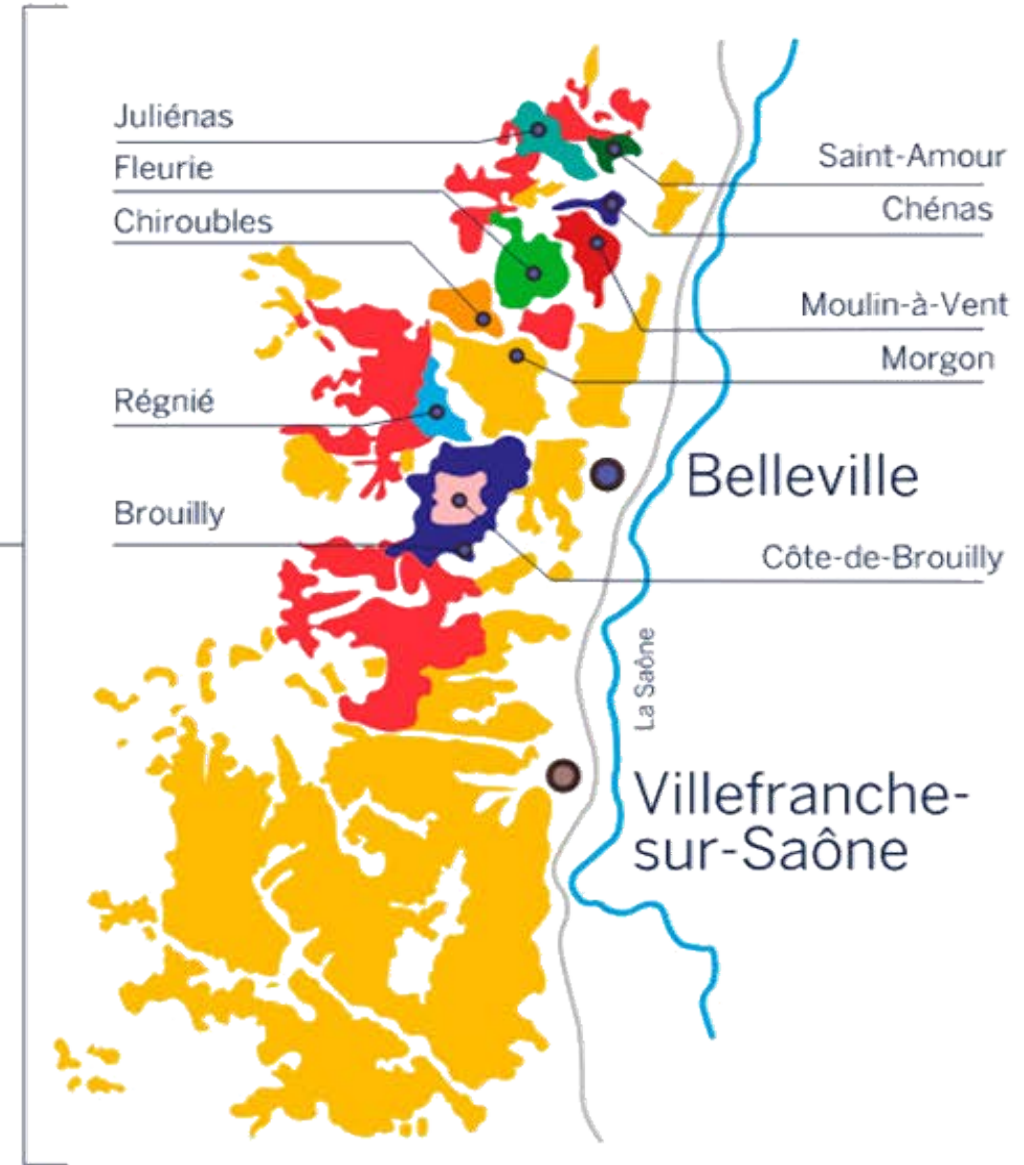 Juliénas
Fleurie
Chiroubles
Régnié
Brouilly
Saint-Amour
Chénas
Moulin-à-Vent
Morgon
Belleville
Côte-de-Brouilly
La Saône
Villefranche-
sur-Saône